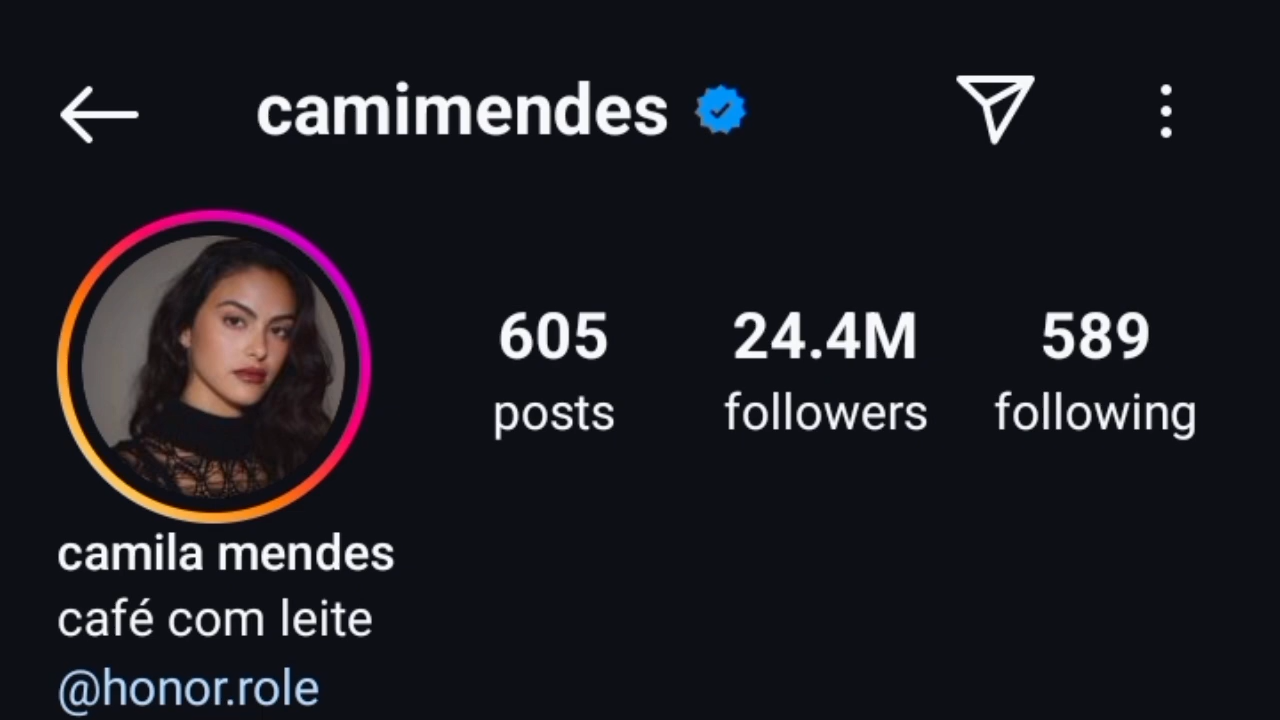 camimendes
605 24.4M 589
posts followers following
camila mendes
café com leite
@honor.role